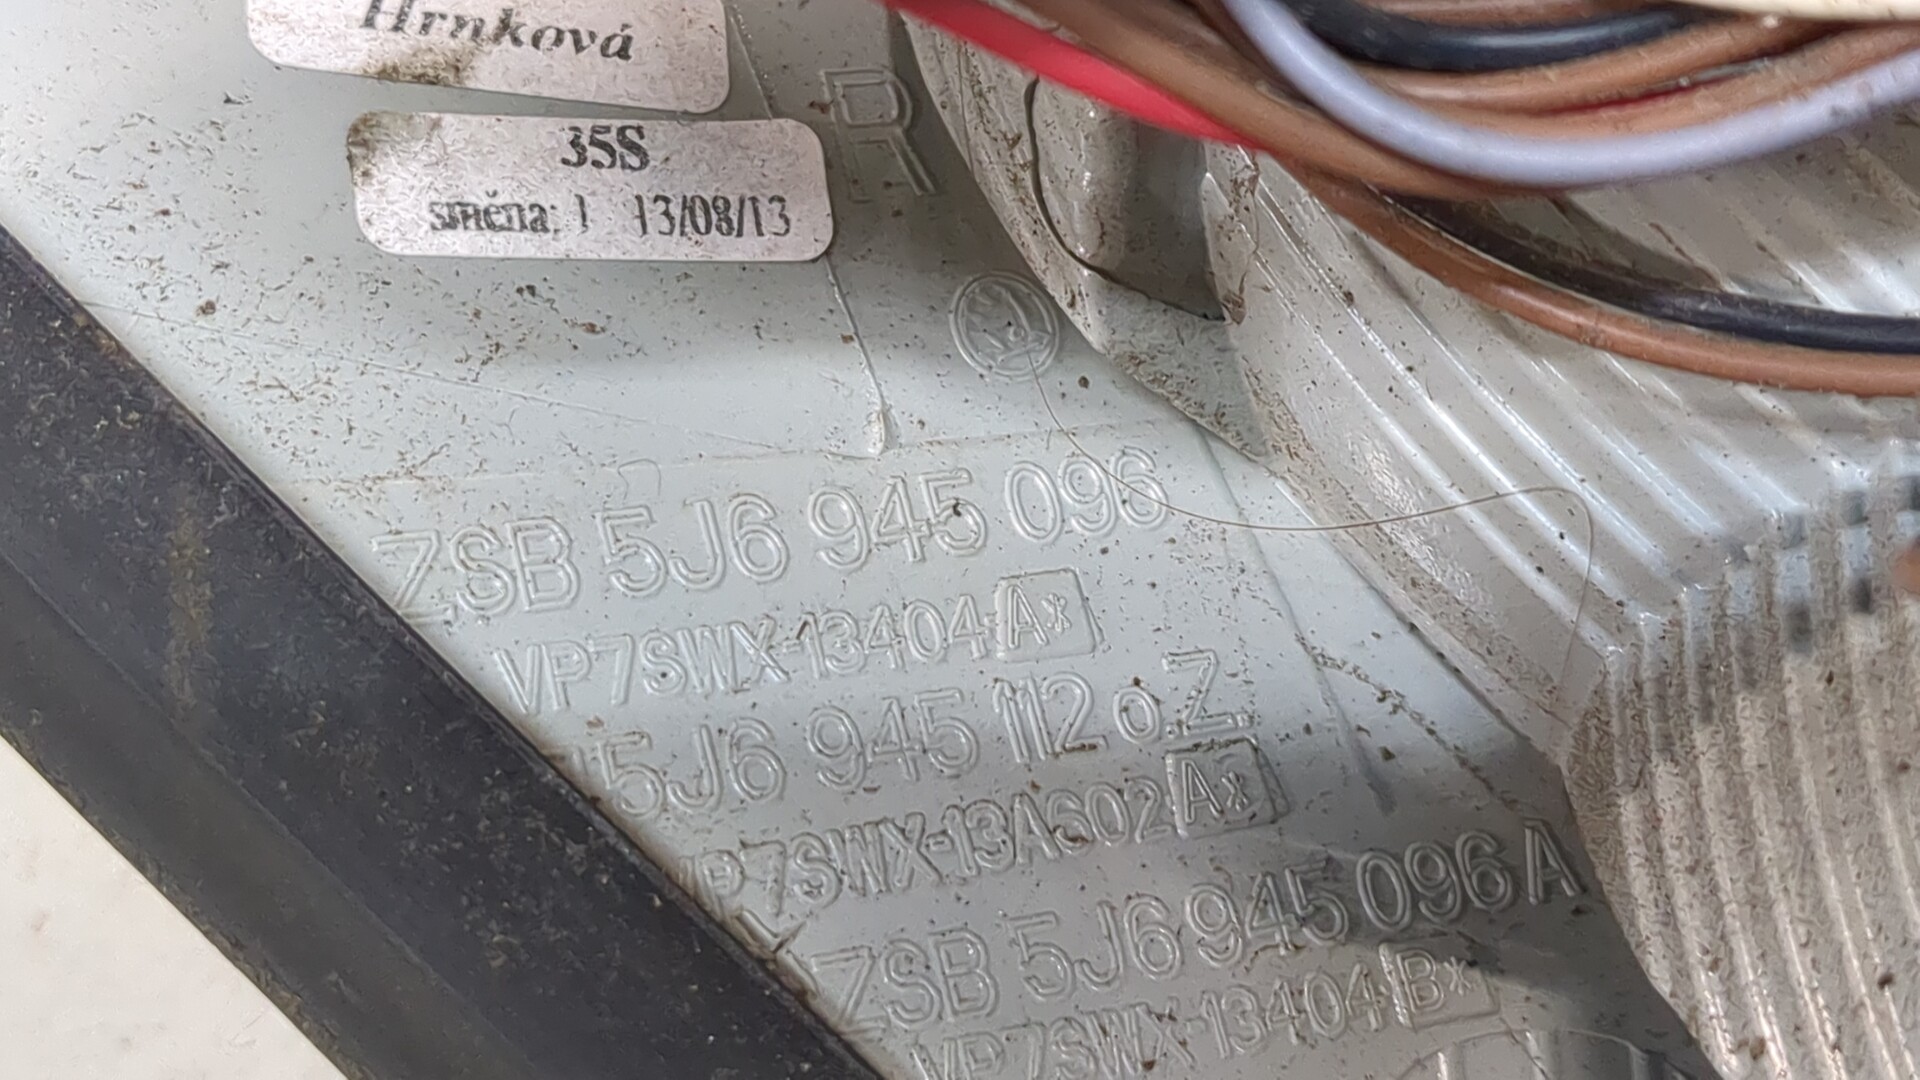 Hrnková
35S
směna: 1 13/08/13
R
ZSB 5J6 945 096
VP7SWX-13404-A*
5J6 945 112 o.Z.
VP7SWX-13A602 A*
ZSB 5J6 945 096 A
VP7SWX-13404-B*